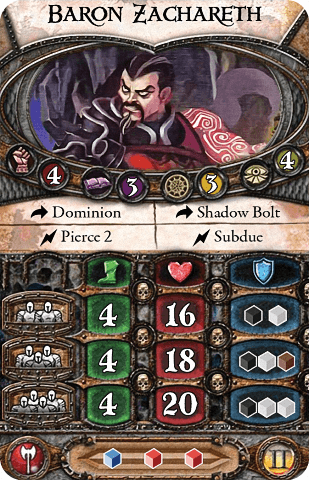 Baron Zachareth
4 3 3 4
Dominion Shadow Bolt
Pierce 2 Subdue
4 16
4 18
4 20
II